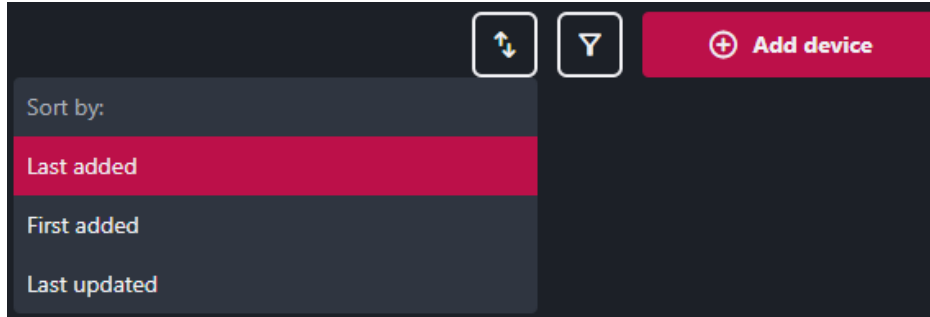 Add device
Sort by:
Last added
First added
Last updated